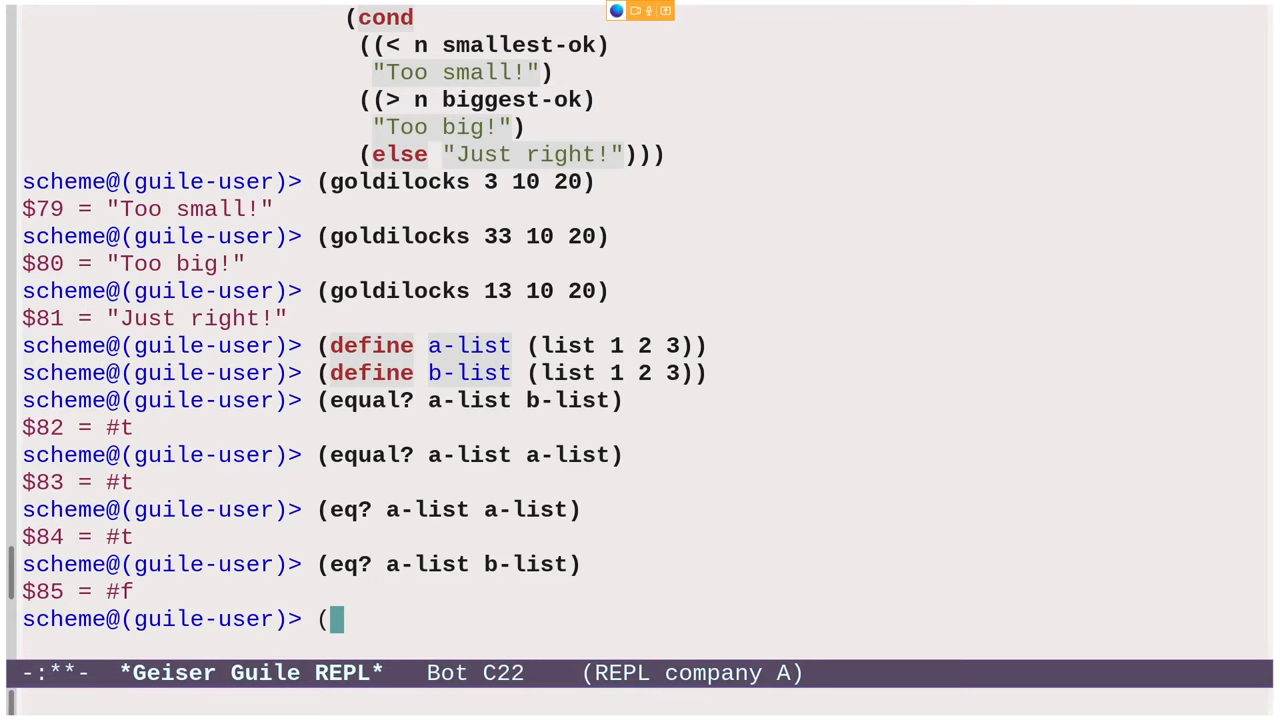 (cond
((< n smallest-ok)
"Too small!")
((> n biggest-ok)
"Too big!")
(else "Just right!")))
scheme@(guile-user)> (goldilocks 3 10 20)
$79 = "Too small!"
scheme@(guile-user)> (goldilocks 33 10 20)
$80 = "Too big!"
scheme@(guile-user)> (goldilocks 13 10 20)
$81 = "Just right!"
scheme@(guile-user)> (define a-list (list 1 2 3))
scheme@(guile-user)> (define b-list (list 1 2 3))
scheme@(guile-user)> (equal? a-list b-list)
$82 = #t
scheme@(guile-user)> (equal? a-list a-list)
$83 = #t
scheme@(guile-user)> (eq? a-list a-list)
$84 = #t
scheme@(guile-user)> (eq? a-list b-list)
$85 = #f
scheme@(guile-user)> (
-:**-  *Geiser Guile REPL*   Bot C22    (REPL company A)